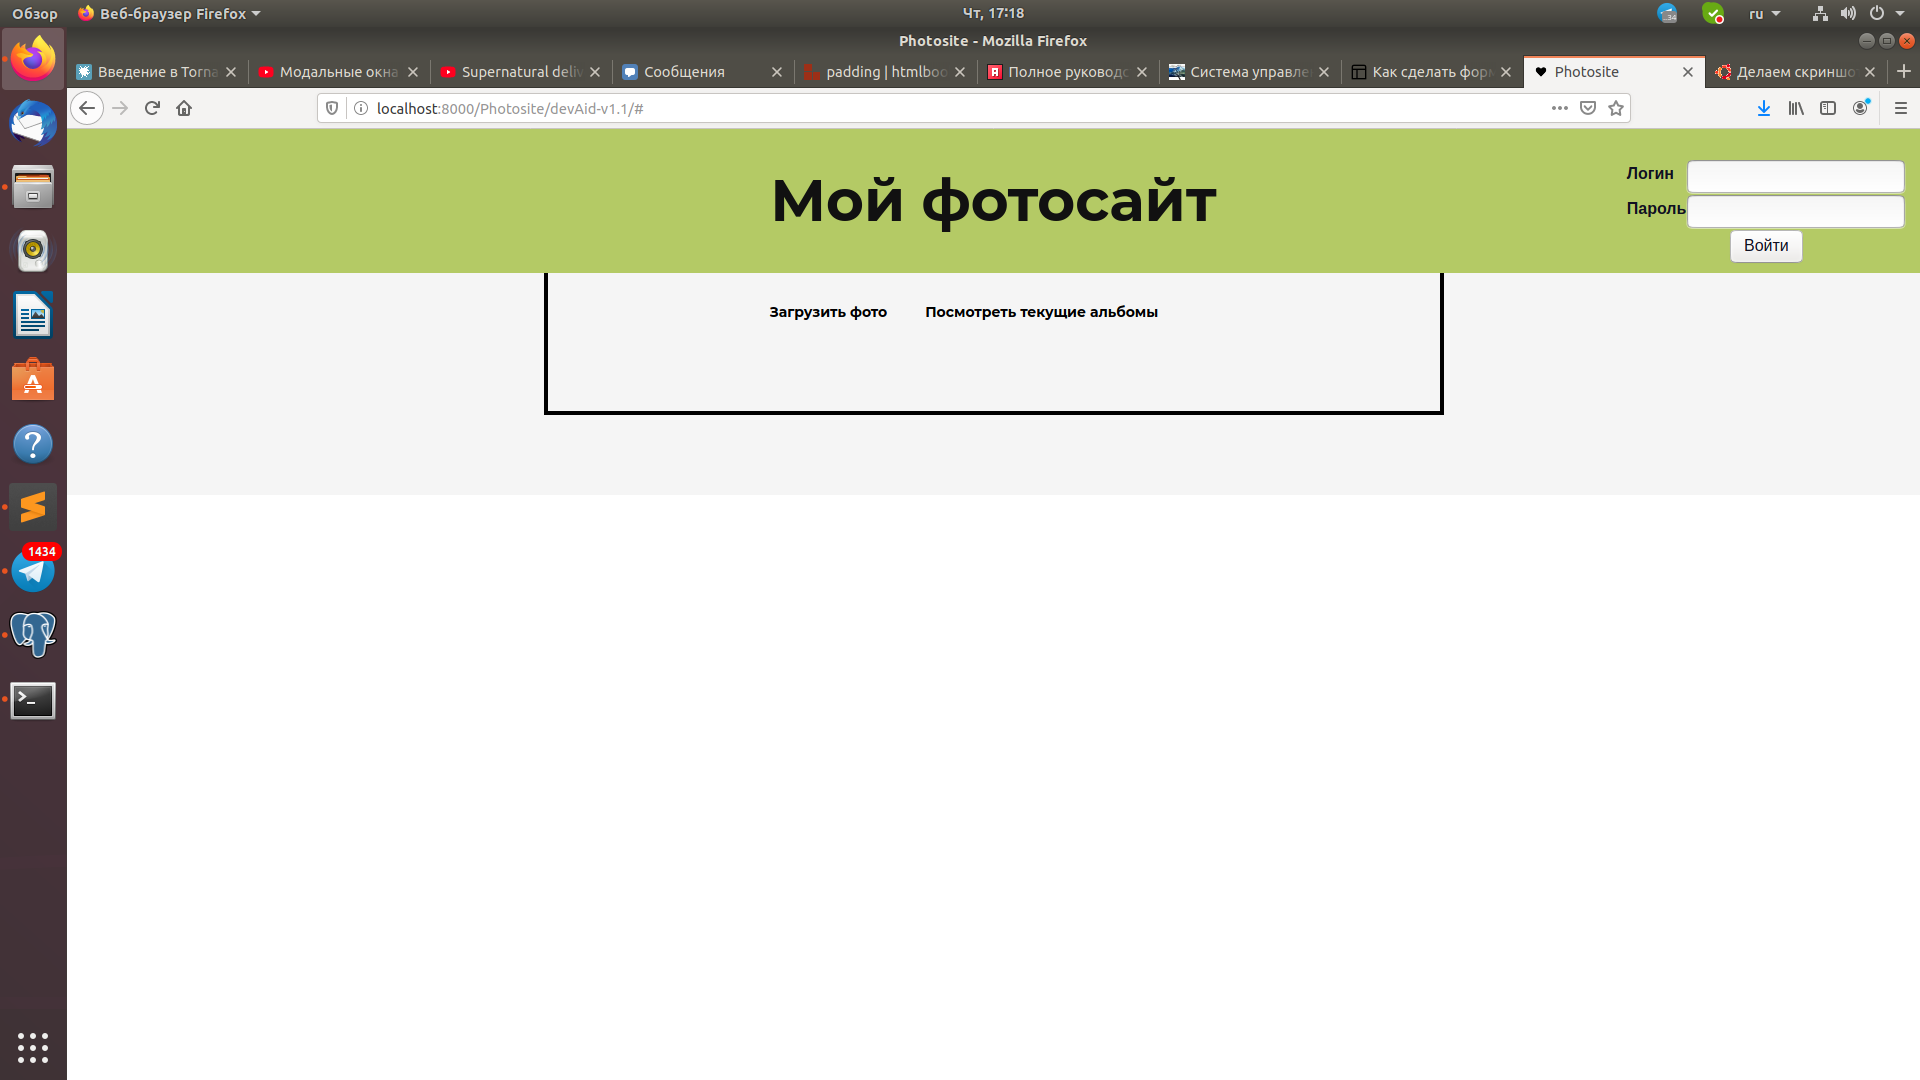 Обзор Веб-браузер Firefox Чт, 17:18 ru
Photosite - Mozilla Firefox
Введение в Torna Модальные окна Supernatural deliv Сообщения padding | htmlboo Полное руководс Система управле Как сделать фор Photosite Делаем скриншо
localhost:8000/Photosite/devAid-v1.1/#
Мой фотосайт
Логин
Пароль
Войти
Загрузить фото Посмотреть текущие альбомы
1434